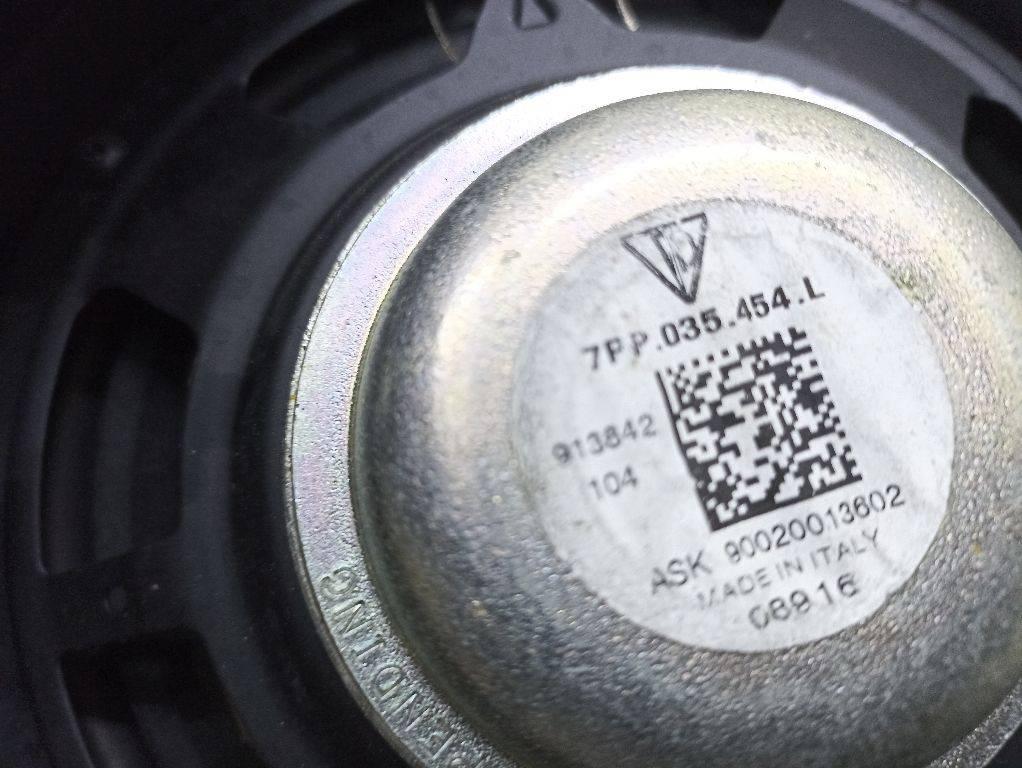 7PP.035.454.L
913842
104
ASK 90020013602
MADE IN ITALY
08916